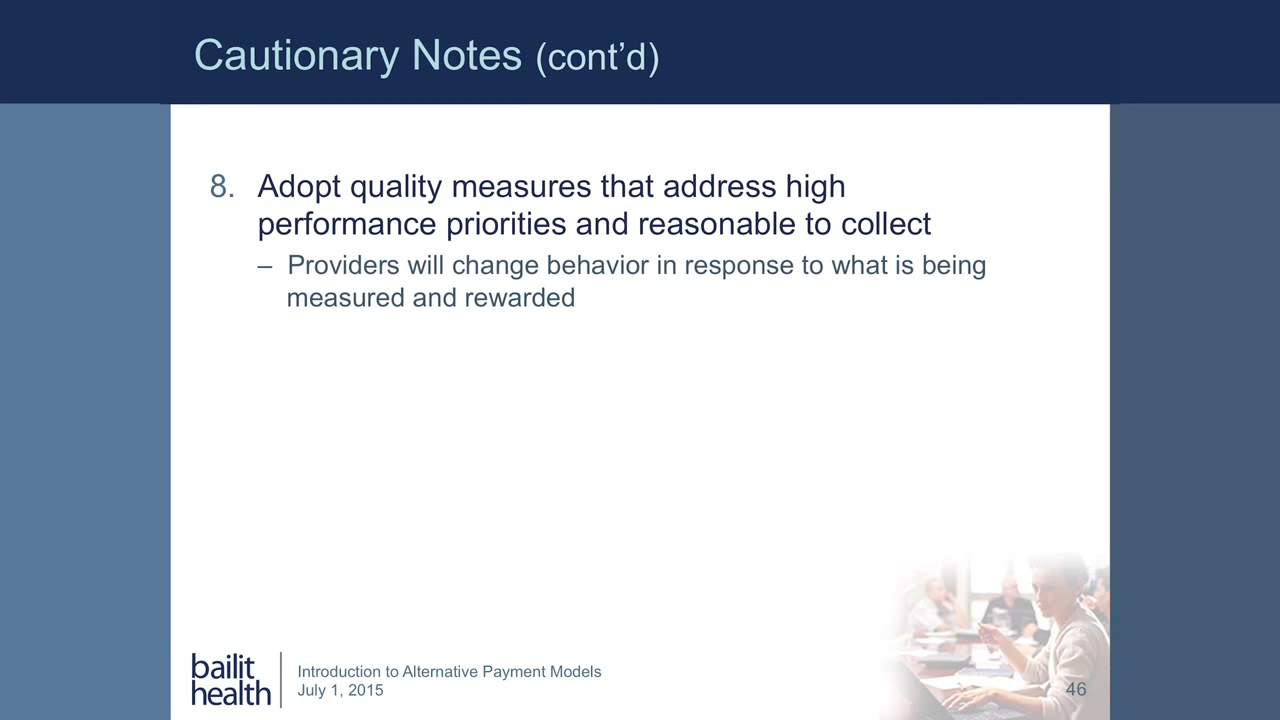 Cautionary Notes (cont’d)
8. Adopt quality measures that address high
performance priorities and reasonable to collect
– Providers will change behavior in response to what is being
measured and rewarded
bailit
health
Introduction to Alternative Payment Models
July 1, 2015
46